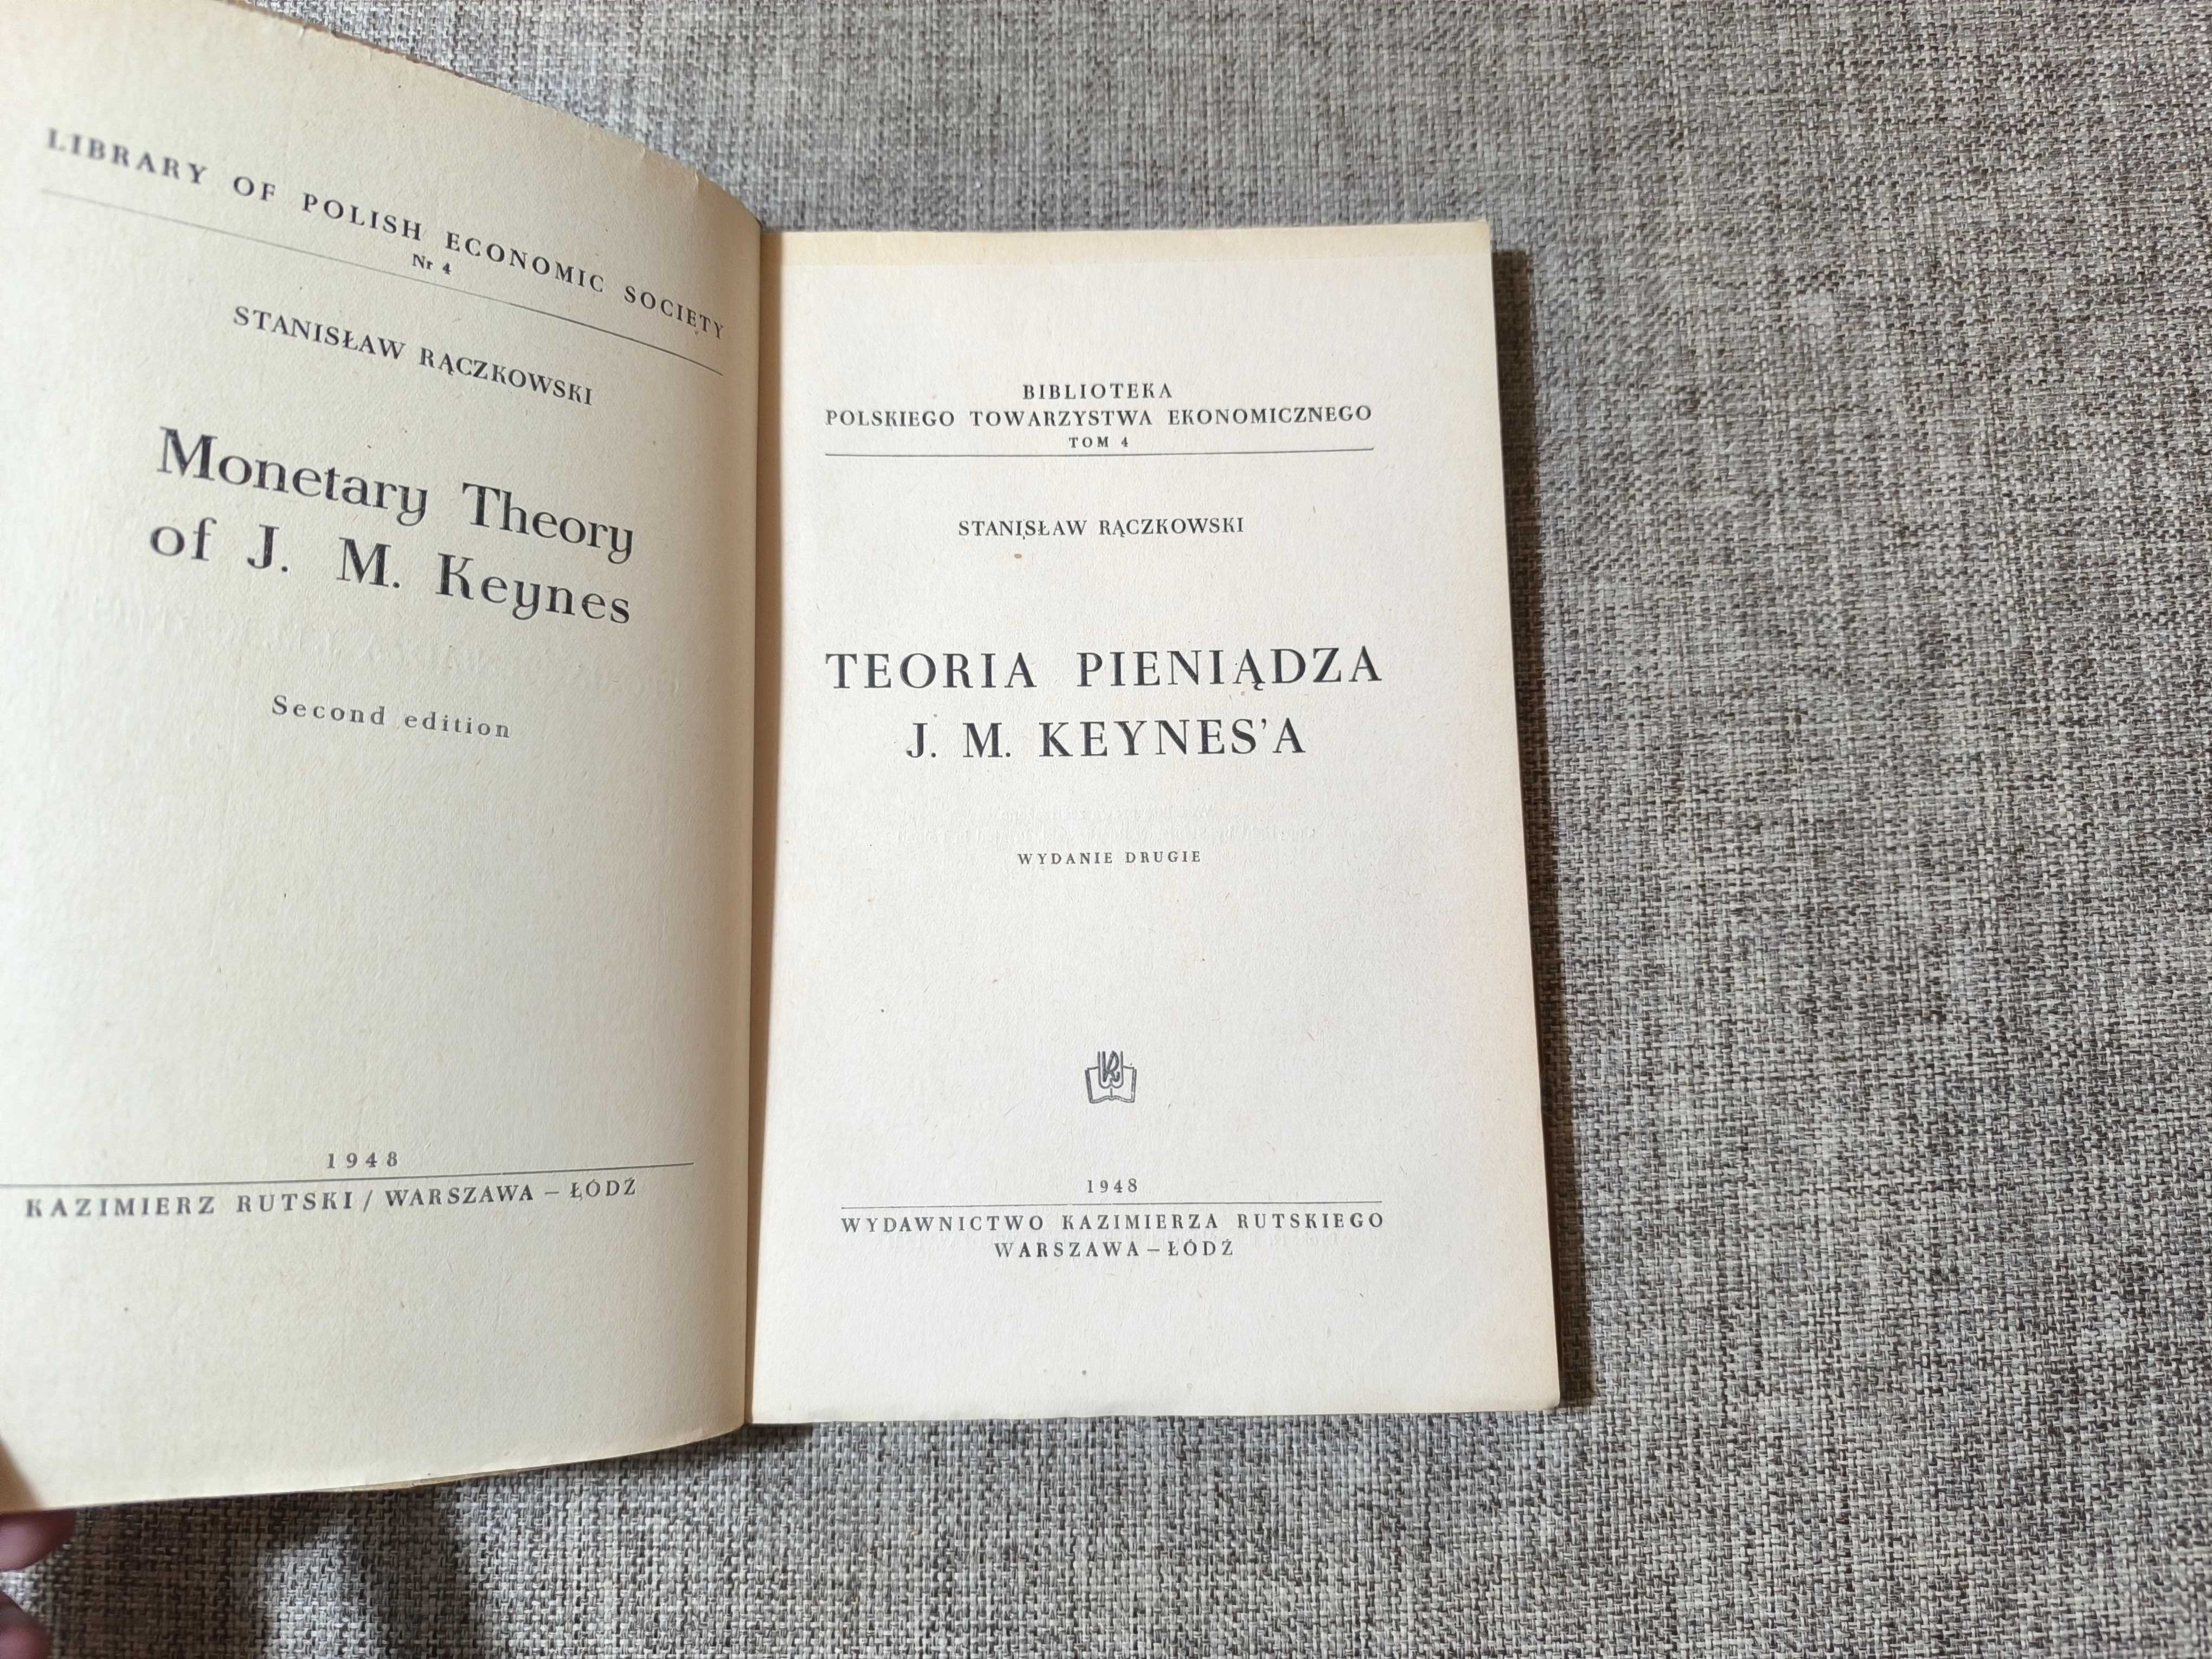 LIBRARY OF POLISH ECONOMIC SOCIETY
Nr 4
STANISŁAW RĄCZKOWSKI
Monetary Theory
of J. M. Keynes
Second edition
1948
KAZIMIERZ RUTSKI / WARSZAWA — ŁÓDŹ
BIBLIOTEKA
POLSKIEGO TOWARZYSTWA EKONOMICZNEGO
TOM 4
STANISŁAW RĄCZKOWSKI
TEORIA PIENIĄDZA
J. M. KEYNES'A
WYDANIE DRUGIE
1948
WYDAWNICTWO KAZIMIERZA RUTSKIEGO
WARSZAWA — ŁÓDŹ